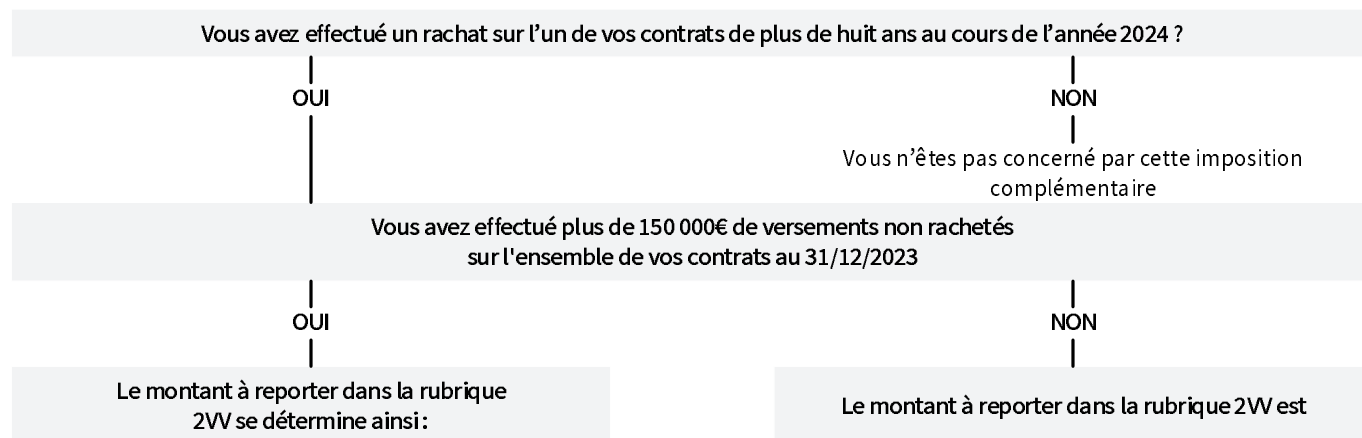 Vous avez effectué un rachat sur l’un de vos contrats de plus de huit ans au cours de l’année 2024 ?
OUI
NON
Vous n’êtes pas concerné par cette imposition
complémentaire
Vous avez effectué plus de 150 000€ de versements non rachetés
sur l'ensemble de vos contrats au 31/12/2023
OUI
NON
Le montant à reporter dans la rubrique
2VV se détermine ainsi :
Le montant à reporter dans la rubrique 2VV est